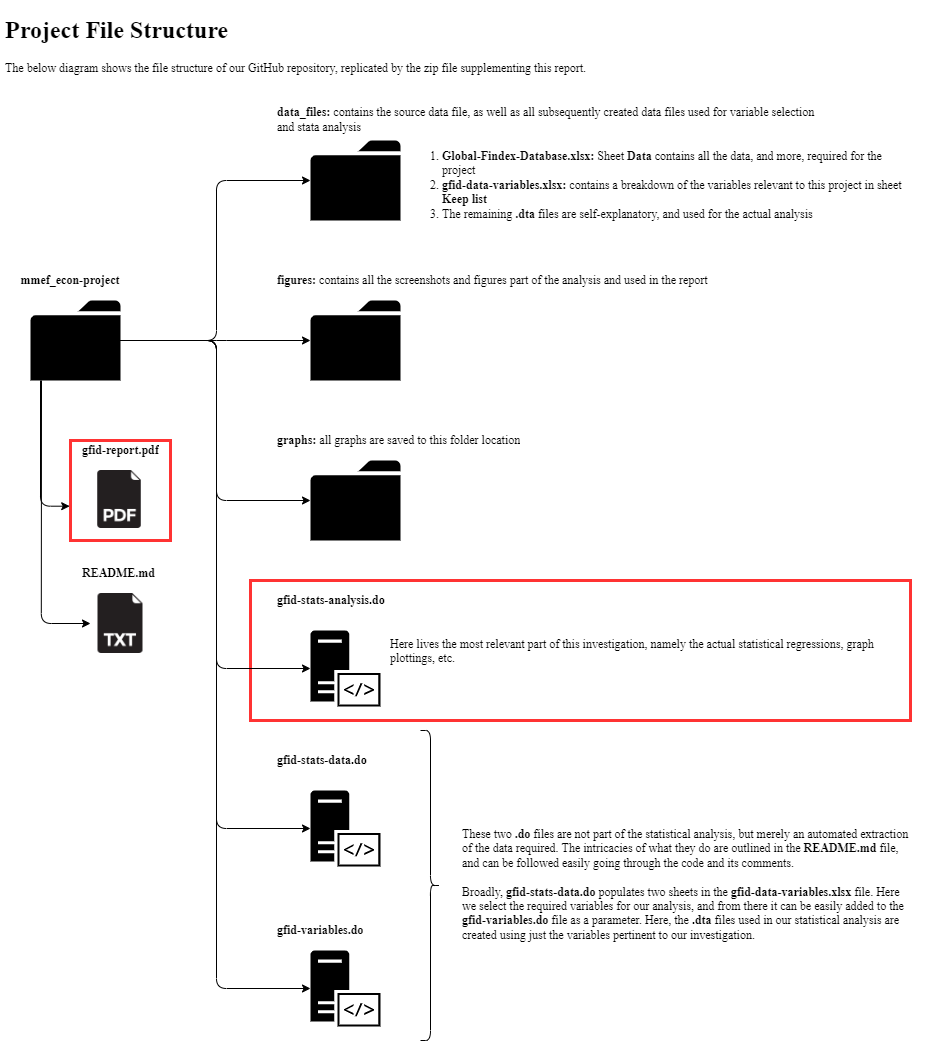 Project File Structure
The below diagram shows the file structure of our GitHub repository, replicated by the zip file supplementing this report.
data_files: contains the source data file, as well as all subsequently created data files used for variable selection
and stata analysis
1. Global-Findex-Database.xlsx: Sheet Data contains all the data, and more, required for the
project
2. gfid-data-variables.xlsx: contains a breakdown of the variables relevant to this project in sheet
Keep list
3. The remaining .dta files are self-explanatory, and used for the actual analysis
mmef_econ-project
figures: contains all the screenshots and figures part of the analysis and used in the report
graphs: all graphs are saved to this folder location
gfid-report.pdf
PDF
README.md
TXT
gfid-stats-analysis.do
Here lives the most relevant part of this investigation, namely the actual statistical regressions, graph
plottings, etc.
</>
gfid-stats-data.do
</>
These two .do files are not part of the statistical analysis, but merely an automated extraction
of the data required. The intricacies of what they do are outlined in the README.md file,
and can be followed easily going through the code and its comments.
Broadly, gfid-stats-data.do populates two sheets in the gfid-data-variables.xlsx file. Here
we select the required variables for our analysis, and from there it can be easily added to the
gfid-variables.do file as a parameter. Here, the .dta files used in our statistical analysis are
created using just the variables pertinent to our investigation.
gfid-variables.do
</>